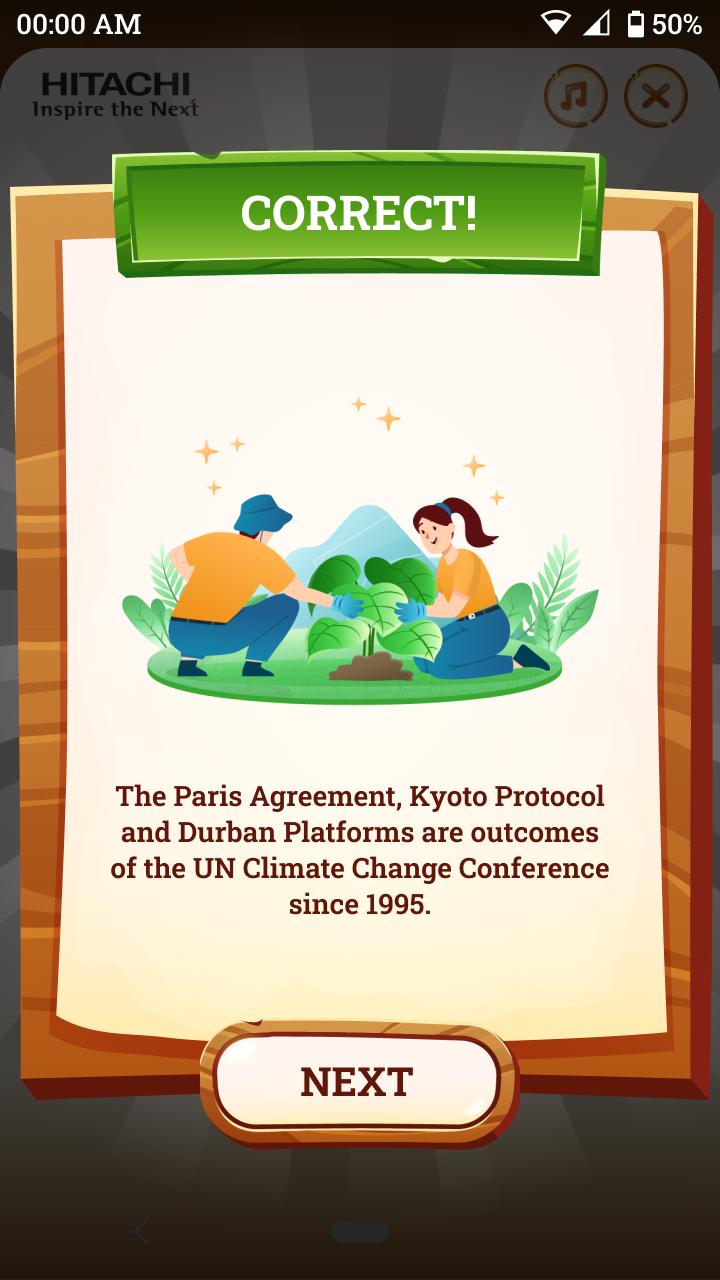 00:00 AM
50%
HITACHI
Inspire the Next
CORRECT!
The Paris Agreement, Kyoto Protocol
and Durban Platforms are outcomes
of the UN Climate Change Conference
since 1995.
NEXT